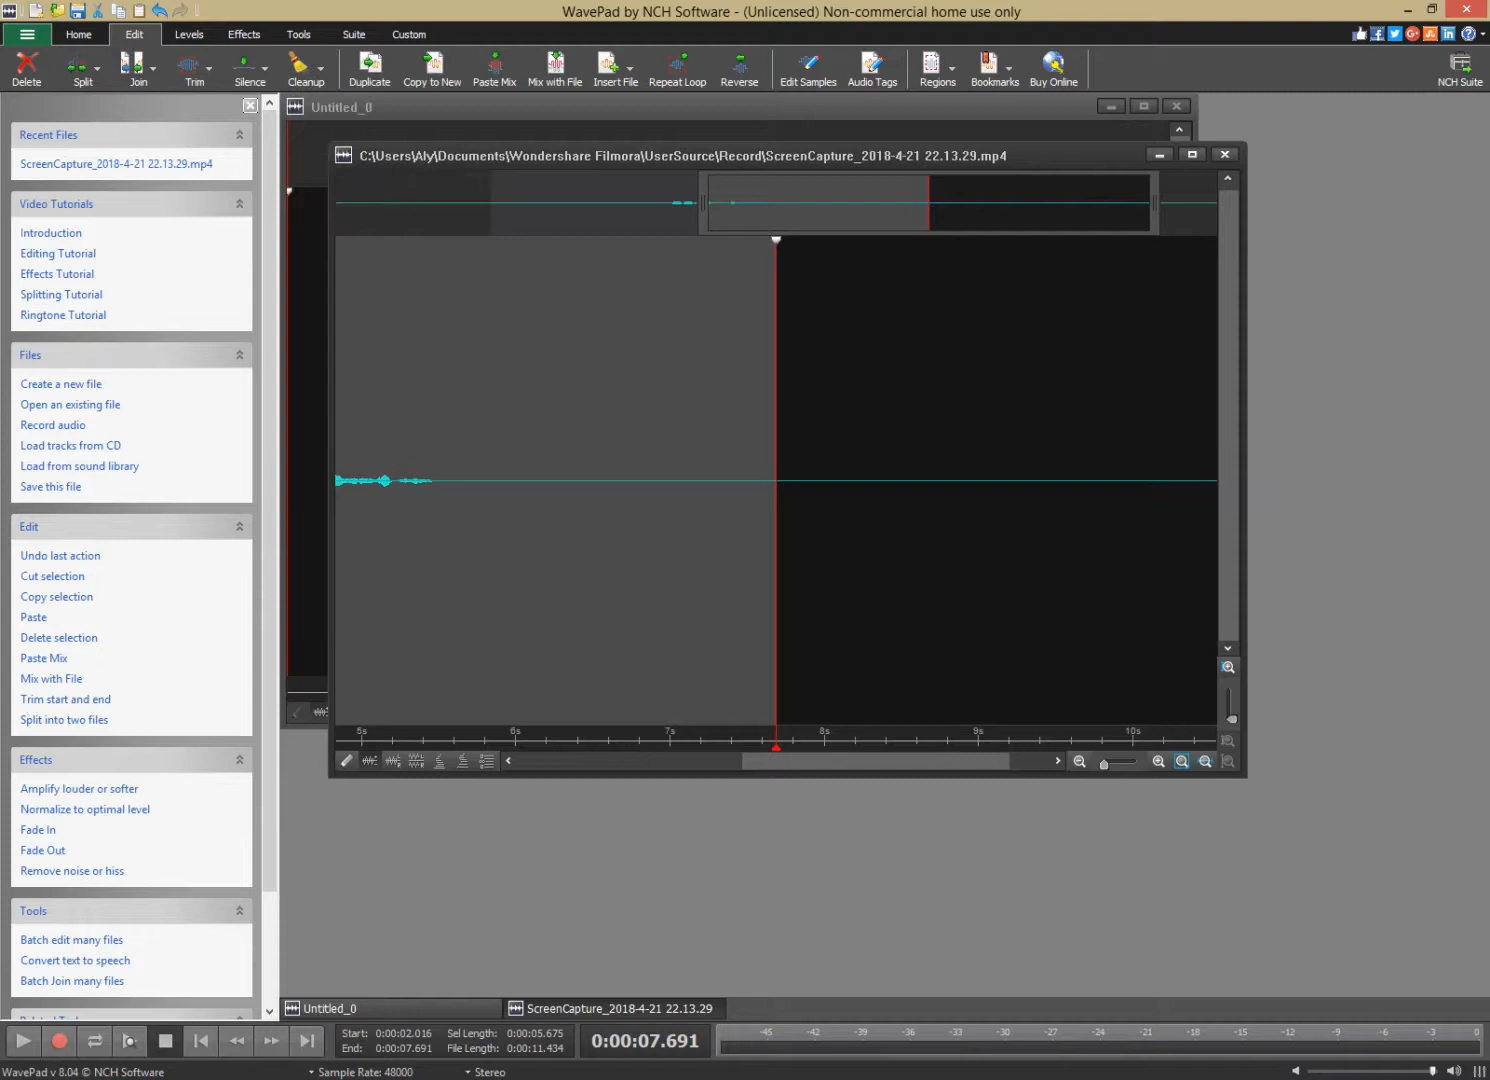 WavePad by NCH Software - (Unlicensed) Non-commercial home use only
Home Edit Levels Effects Tools Suite Custom
Delete Split Join Trim Silence Cleanup Duplicate Copy to New Paste Mix Mix with File Insert File Repeat Loop Reverse Edit Samples Audio Tags Regions Bookmarks Buy Online NCH Suite
Untitled_0
C:\Users\Aly\Documents\Wondershare Filmora\UserSource\Record\ScreenCapture_2018-4-21 22.13.29.mp4
Recent Files
ScreenCapture_2018-4-21 22.13.29.mp4
Video Tutorials
Introduction
Editing Tutorial
Effects Tutorial
Splitting Tutorial
Ringtone Tutorial
Files
Create a new file
Open an existing file
Record audio
Load tracks from CD
Load from sound library
Save this file
Edit
Undo last action
Cut selection
Copy selection
Paste
Delete selection
Paste Mix
Mix with File
Trim start and end
Split into two files
Effects
Amplify louder or softer
Normalize to optimal level
Fade In
Fade Out
Remove noise or hiss
Tools
Batch edit many files
Convert text to speech
Batch Join many files
5s 6s 7s 8s 9s 10s
Untitled_0 ScreenCapture_2018-4-21 22.13.29
Start: 0:00:02.016 Sel Length: 0:00:05.675
End: 0:00:07.691 File Length: 0:00:11.434
0:00:07.691
-45 -42 -39 -36 -33 -30 -27 -24 -21 -18 -15 -12 -9 -6 -3 0
WavePad v 8.04 © NCH Software Sample Rate: 48000 Stereo